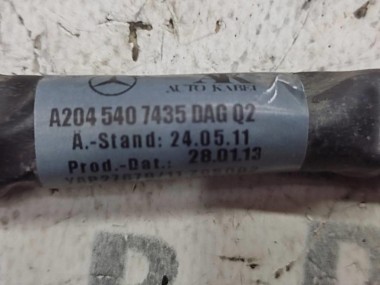 AUTO KABEL
A204 540 7435 DAG Q2
Ä.-Stand: 24.05.11
Prod.-Dat.: 28.01.13